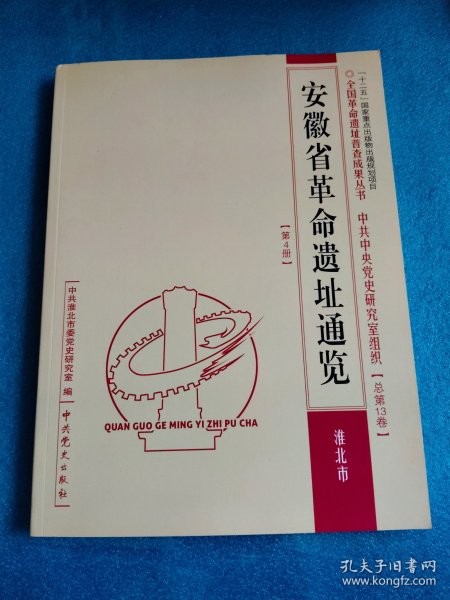 「十二五」国家重点出版物出版规划项目
◎全国革命遗址普查成果丛书
中共中央党史研究室组织
【总第13卷】
安徽省革命遗址通览
淮北市
【第4册】
QUAN GUO GE MING YI ZHI PU CHA
中共淮北市委党史研究室 编
中共党史出版社
孔夫子旧书网
www.kongfz.com